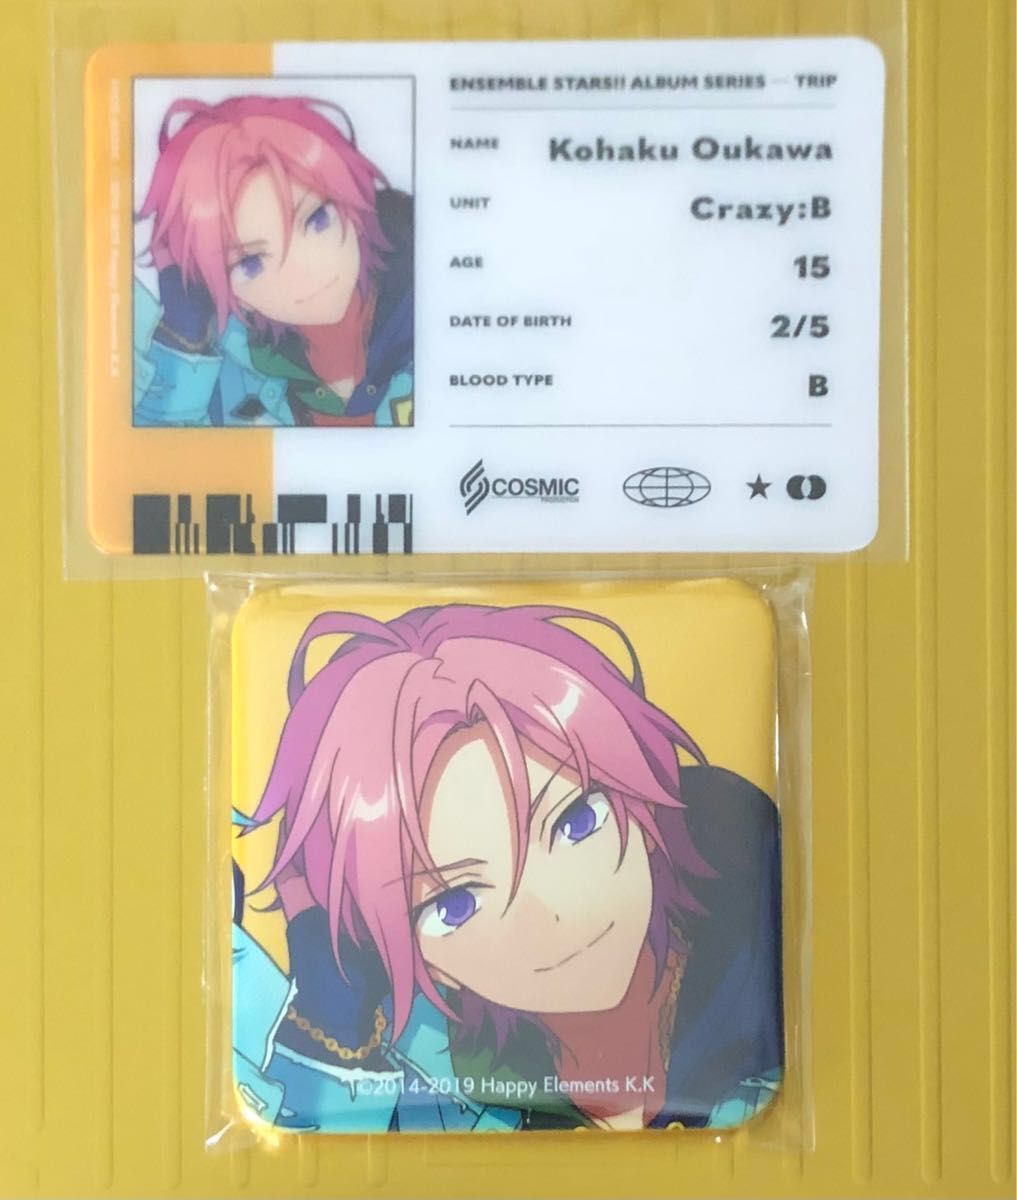 ENSEMBLE STARS!! ALBUM SERIES — TRIP
NAME Kohaku Oukawa
UNIT Crazy:B
AGE 15
DATE OF BIRTH 2/5
BLOOD TYPE B
COSMIC
PRODUCTION
©2014-2019 Happy Elements K.K